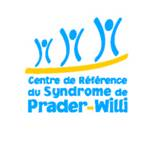 Centre de Référence
du Syndrome de
Prader-Willi